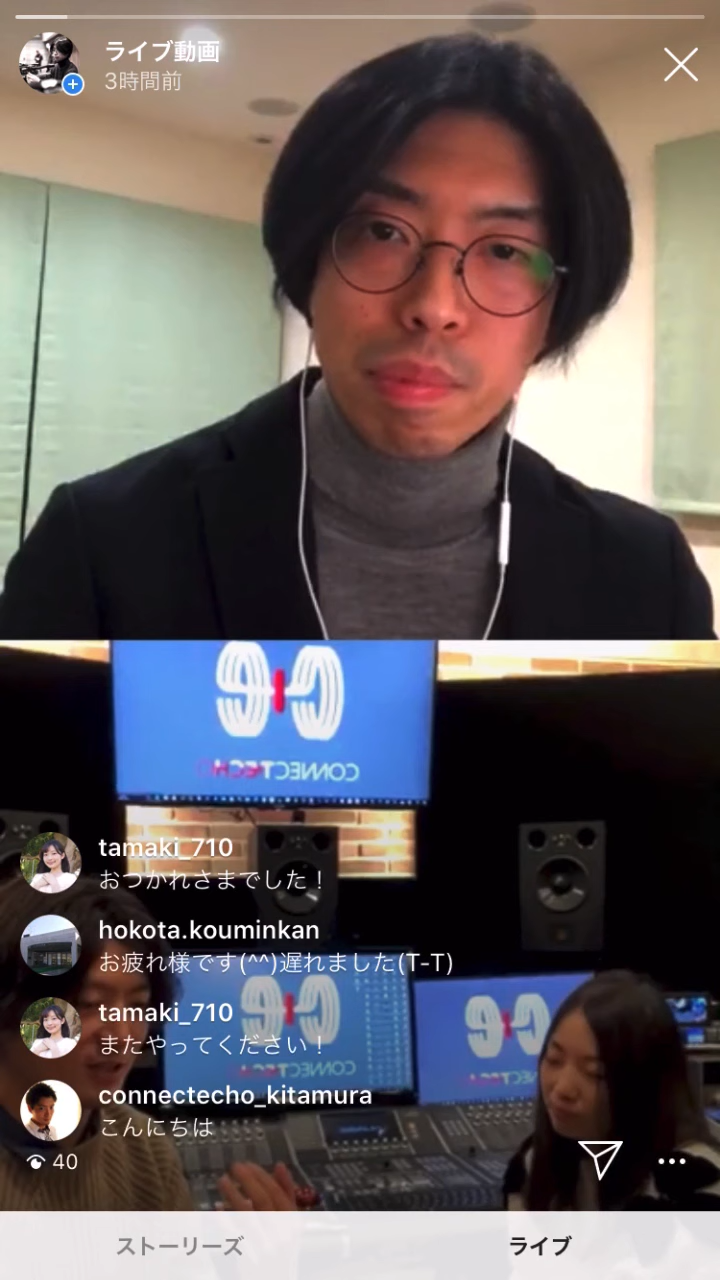 ライブ動画
3時間前
CONNECTECHO
tamaki_710
おつかれさまでした！
hokota.kouminkan
お疲れ様です(^^)遅れました(T-T)
tamaki_710
またやってください！
CONNECTECHO
connectecho_kitamura
こんにちは
40
ストーリーズ
ライブ